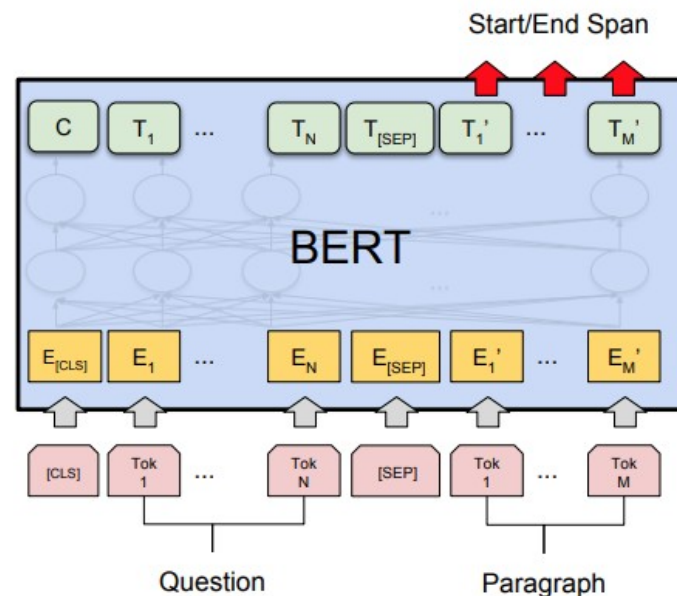 Start/End Span
C T1 ... TN T[SEP] T1' ... TM'
...
BERT
...
E[CLS] E1 ... EN E[SEP] E1' ... EM'
[CLS] Tok 1 ... Tok N [SEP] Tok 1 ... Tok M
Question Paragraph